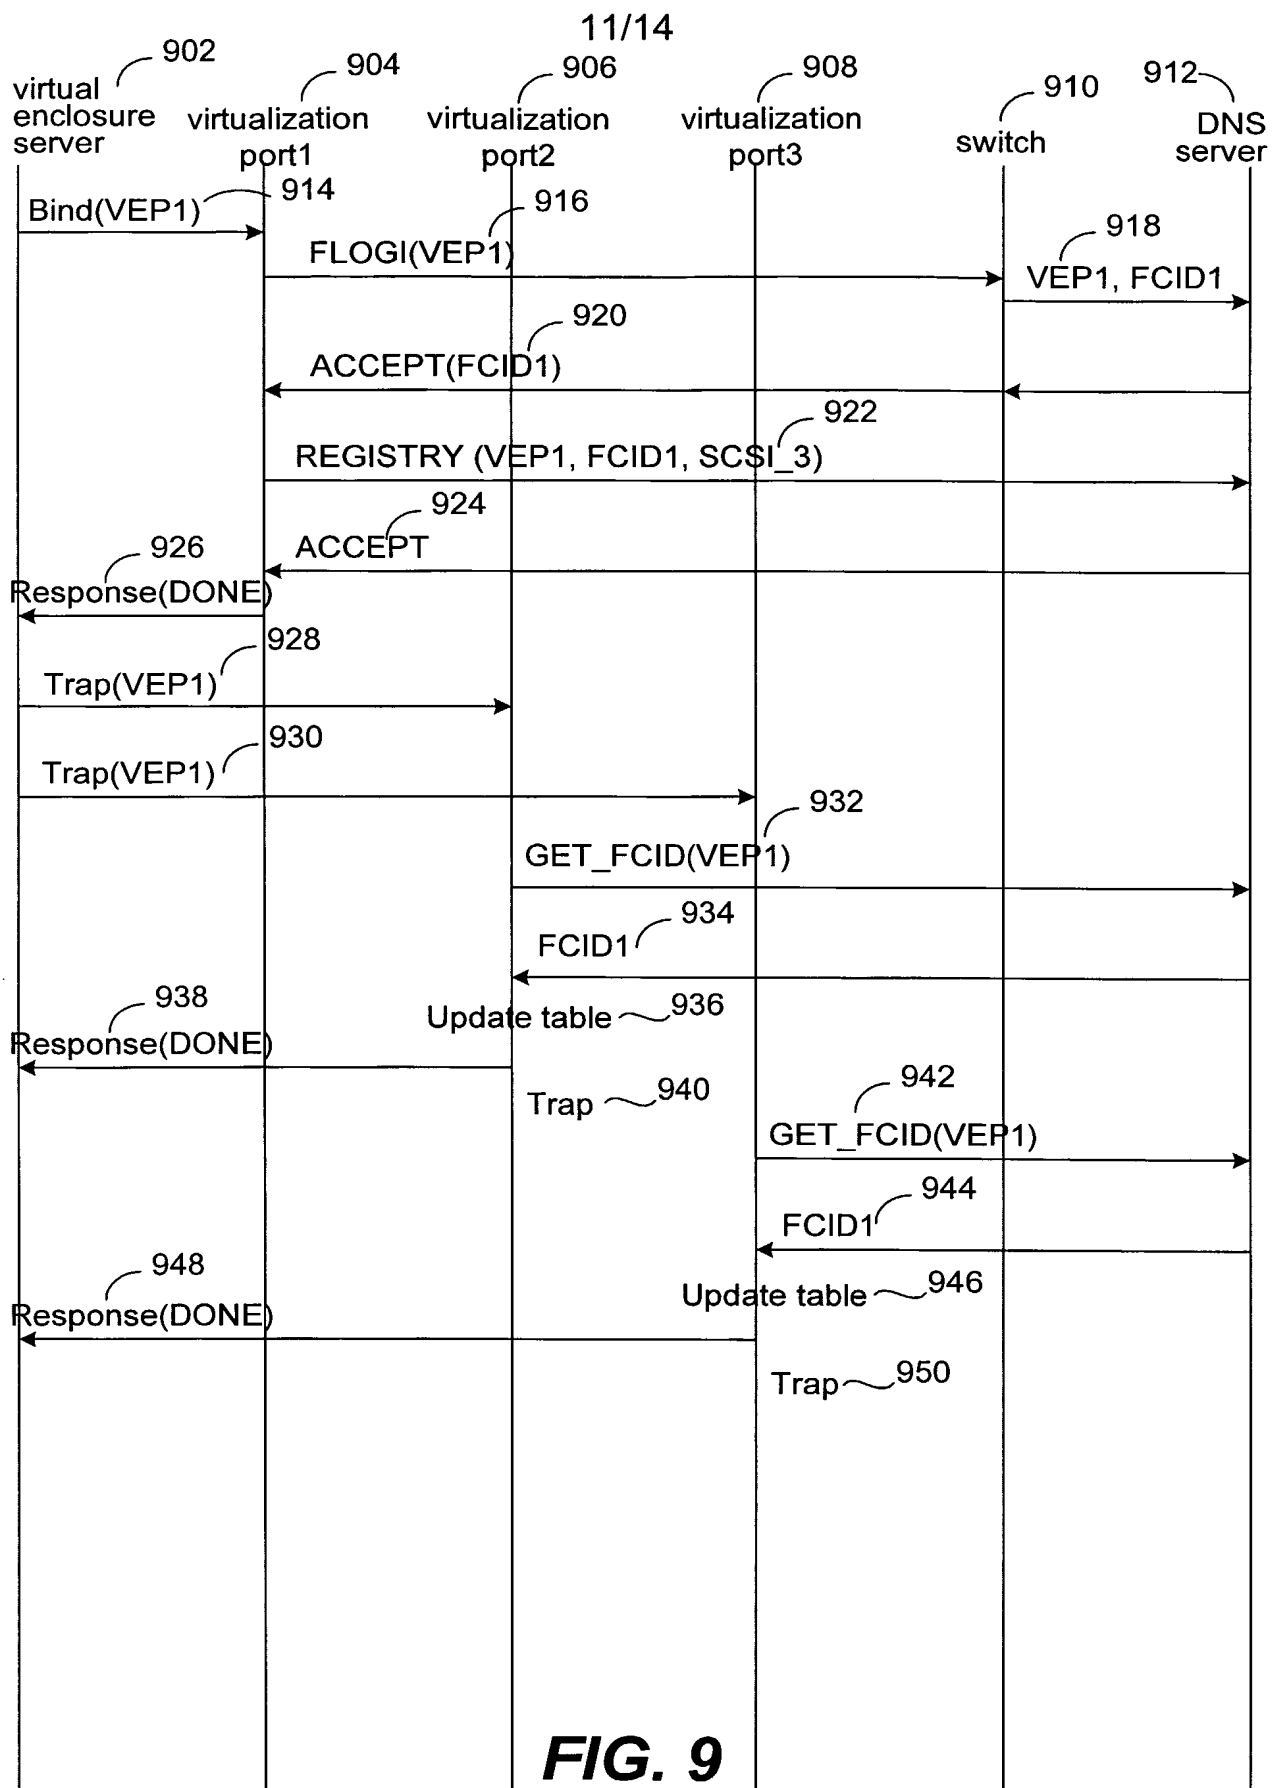 11/14
902
904
906
908
910
912
virtual
enclosure
server
virtualization
port1
virtualization
port2
virtualization
port3
switch
DNS
server
Bind(VEP1)
914
916
FLOGI(VEP1)
918
VEP1, FCID1
920
ACCEPT(FCID1)
922
REGISTRY (VEP1, FCID1, SCSI_3)
924
ACCEPT
926
Response(DONE)
928
Trap(VEP1)
930
Trap(VEP1)
932
GET_FCID(VEP1)
934
FCID1
936
Update table
938
Response(DONE)
940
Trap
942
GET_FCID(VEP1)
944
FCID1
946
Update table
948
Response(DONE)
950
Trap
FIG. 9